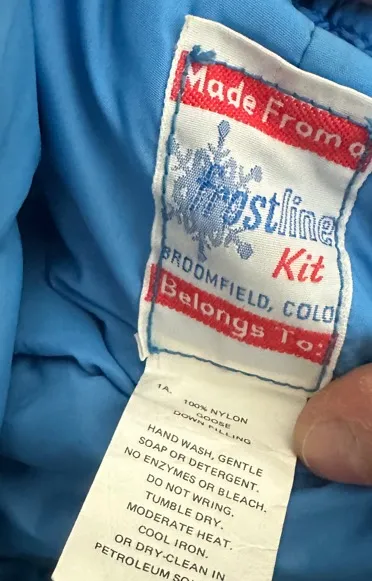 Made From a
Frostline
Kit
BROOMFIELD, COLO
Belongs To:
1A. 100% NYLON
GOOSE
DOWN FILLING
HAND WASH, GENTLE
SOAP OR DETERGENT.
NO ENZYMES OR BLEACH.
DO NOT WRING.
TUMBLE DRY.
MODERATE HEAT.
COOL IRON.
OR DRY-CLEAN IN
PETROLEUM